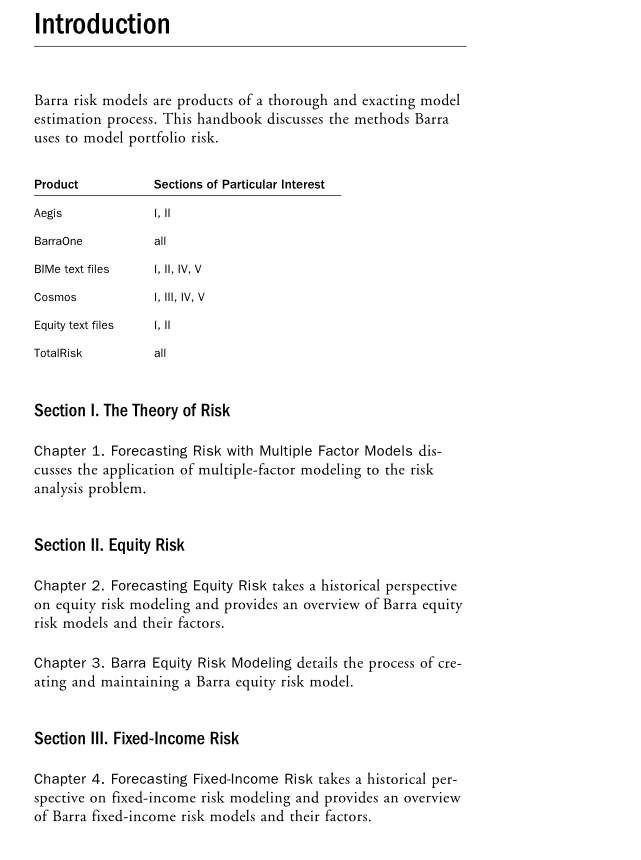 Introduction
Barra risk models are products of a thorough and exacting model
estimation process. This handbook discusses the methods Barra
uses to model portfolio risk.
Product Sections of Particular Interest
Aegis I, II
BarraOne all
BIMe text files I, II, IV, V
Cosmos I, III, IV, V
Equity text files I, II
TotalRisk all
Section I. The Theory of Risk
Chapter 1. Forecasting Risk with Multiple Factor Models dis-
cusses the application of multiple-factor modeling to the risk
analysis problem.
Section II. Equity Risk
Chapter 2. Forecasting Equity Risk takes a historical perspective
on equity risk modeling and provides an overview of Barra equity
risk models and their factors.
Chapter 3. Barra Equity Risk Modeling details the process of cre-
ating and maintaining a Barra equity risk model.
Section III. Fixed-Income Risk
Chapter 4. Forecasting Fixed-Income Risk takes a historical per-
spective on fixed-income risk modeling and provides an overview
of Barra fixed-income risk models and their factors.